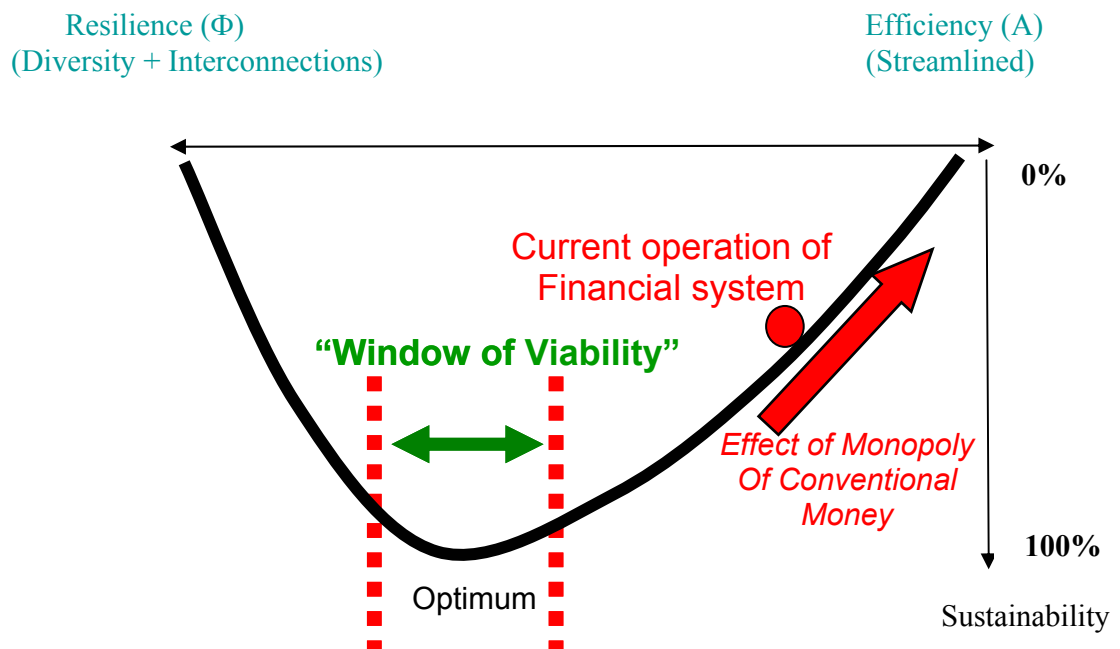 Resilience (Φ)
(Diversity + Interconnections)
Efficiency (A)
(Streamlined)
0%
Current operation of
Financial system
“Window of Viability”
Effect of Monopoly
Of Conventional
Money
100%
Optimum
Sustainability